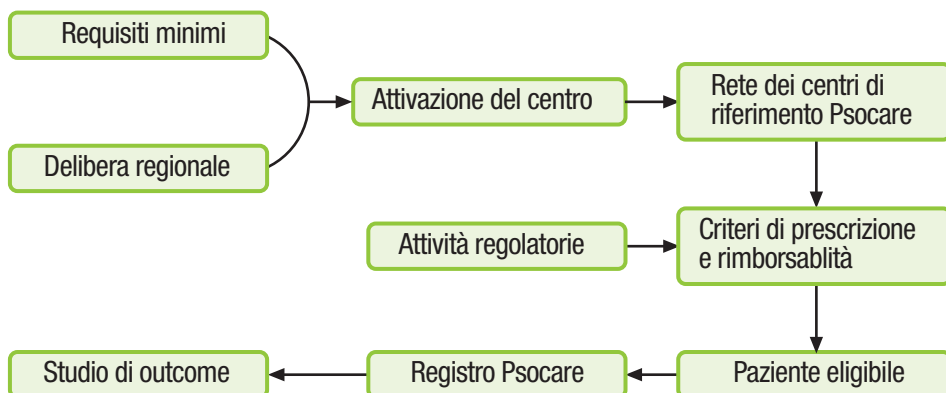 Requisiti minimi
Delibera regionale
Attivazione del centro
Rete dei centri di
riferimento Psocare
Attività regolatorie
Criteri di prescrizione
e rimborsablità
Paziente eligibile
Registro Psocare
Studio di outcome